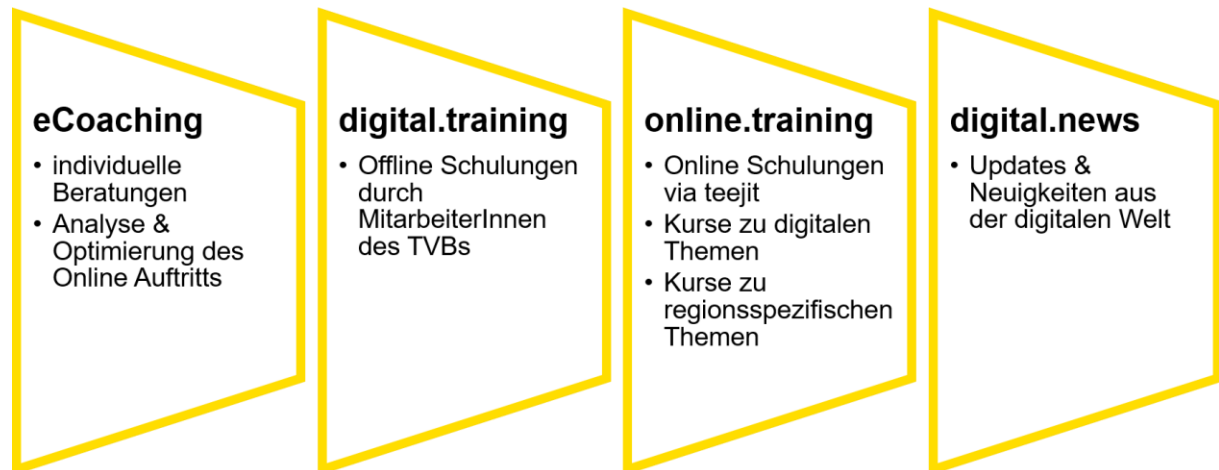 eCoaching
• individuelle
Beratungen
• Analyse &
Optimierung des
Online Auftritts
digital.training
• Offline Schulungen
durch
MitarbeiterInnen
des TVBs
online.training
• Online Schulungen
via teejit
• Kurse zu digitalen
Themen
• Kurse zu
regionsspezifischen
Themen
digital.news
• Updates &
Neuigkeiten aus
der digitalen Welt